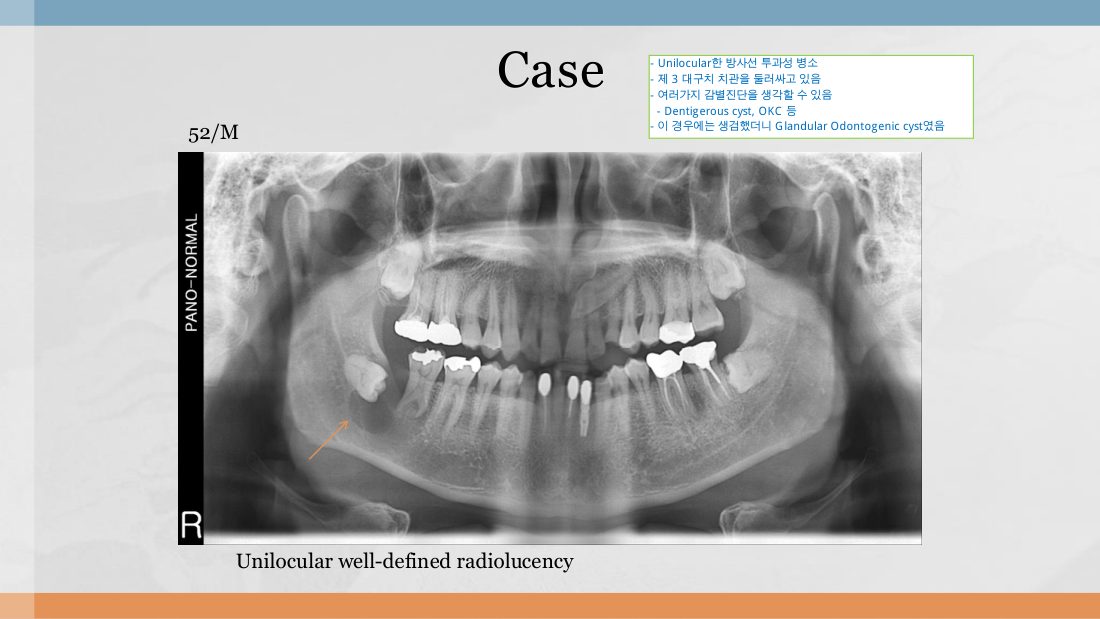 Case
- Unilocular한 방사선 투과성 병소
- 제 3 대구치 치관을 둘러싸고 있음
- 여러가지 감별진단을 생각할 수 있음
- Dentigerous cyst, OKC 등
- 이 경우에는 생검했더니 Glandular Odontogenic cyst였음
52/M
PANO-NORMAL
R
Unilocular well-defined radiolucency